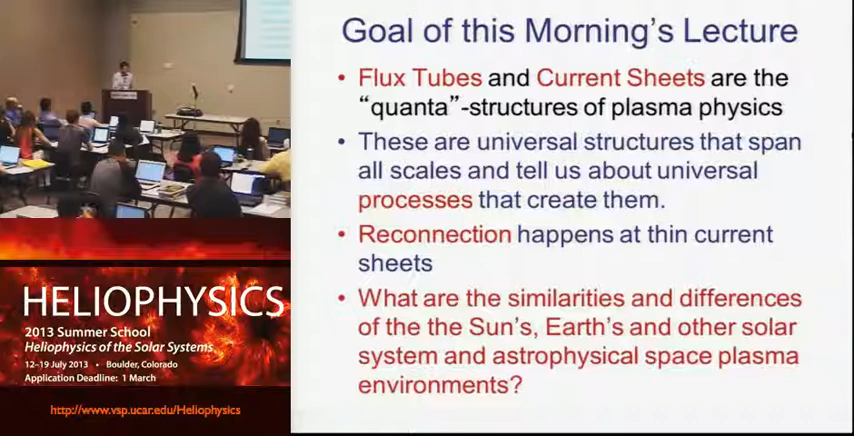 Goal of this Morning's Lecture
• Flux Tubes and Current Sheets are the
"quanta"-structures of plasma physics
• These are universal structures that span
all scales and tell us about universal
processes that create them.
• Reconnection happens at thin current
sheets
• What are the similarities and differences
of the the Sun's, Earth's and other solar
system and astrophysical space plasma
environments?
HELIOPHYSICS
2013 Summer School
Heliophysics of the Solar Systems
12–19 July 2013 • Boulder, Colorado
Application Deadline: 1 March
http://www.vsp.ucar.edu/Heliophysics